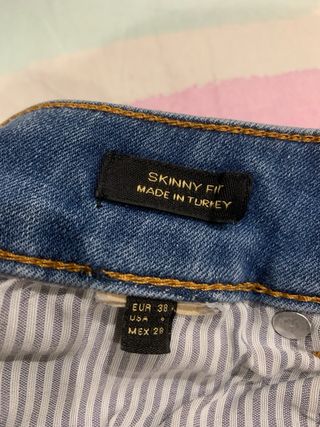 SKINNY FIT
MADE IN TURKEY
EUR 38
USA
MEX 28